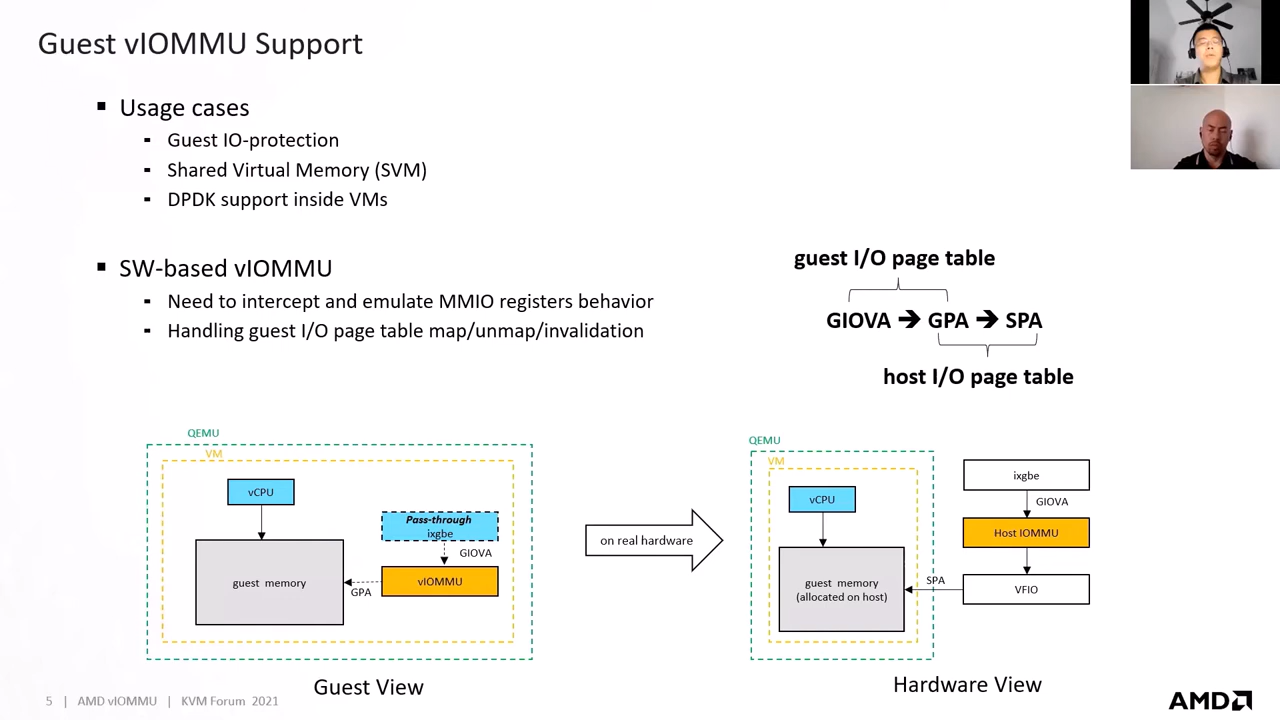 Guest vIOMMU Support
Usage cases
Guest IO-protection
Shared Virtual Memory (SVM)
DPDK support inside VMs
SW-based vIOMMU
Need to intercept and emulate MMIO registers behavior
Handling guest I/O page table map/unmap/invalidation
guest I/O page table
GIOVA ➔ GPA ➔ SPA
host I/O page table
QEMU
VM
vCPU
Pass-through
ixgbe
GIOVA
guest memory
GPA
vIOMMU
Guest View
on real hardware
QEMU
VM
vCPU
guest memory
(allocated on host)
SPA
ixgbe
GIOVA
Host IOMMU
VFIO
Hardware View
5 | AMD vIOMMU | KVM Forum 2021
AMD